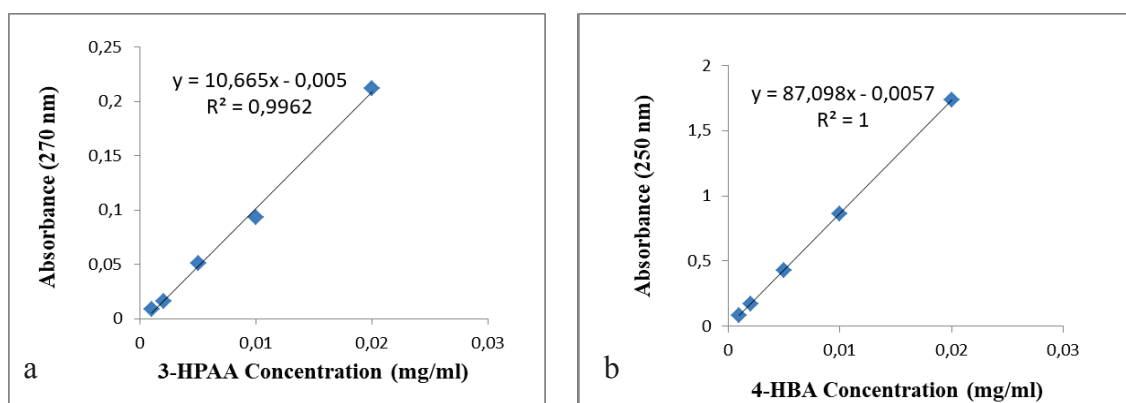 0,25
0,2
0,15
0,1
0,05
0
Absorbance (270 nm)
y = 10,665x - 0,005
R² = 0,9962
0
0,01
0,02
0,03
3-HPAA Concentration (mg/ml)
a
2
1,5
1
0,5
0
Absorbance (250 nm)
y = 87,098x - 0,0057
R² = 1
0
0,01
0,02
0,03
4-HBA Concentration (mg/ml)
b